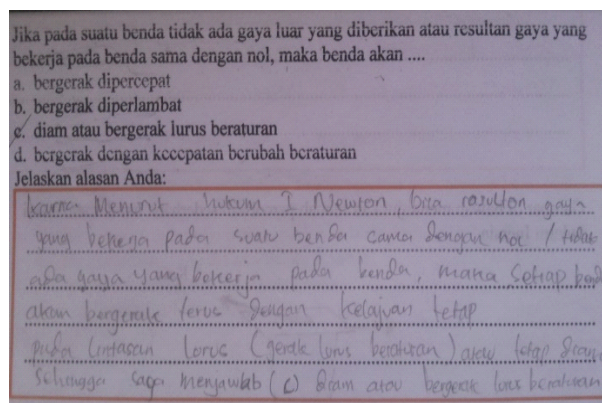 Jika pada suatu benda tidak ada gaya luar yang diberikan atau resultan gaya yang
bekerja pada benda sama dengan nol, maka benda akan ....
a. bergerak dipercepat
b. bergerak diperlambat
c. diam atau bergerak lurus beraturan
d. bergerak dengan kecepatan berubah beraturan
Jelaskan alasan Anda:
karna Menurut hukum I Newton, bila resultan gaya
yang bekerja pada suatu benda sama dengan nol / tidak
ada gaya yang bekerja pada benda, maka setiap bend
akan bergerak terus dengan kelajuan tetap
pada lintasan lorus (gerak lurus beraturan) atau tetap diam
Sehingga saya menjawab (c) diam atau bergerak lurus beraturan